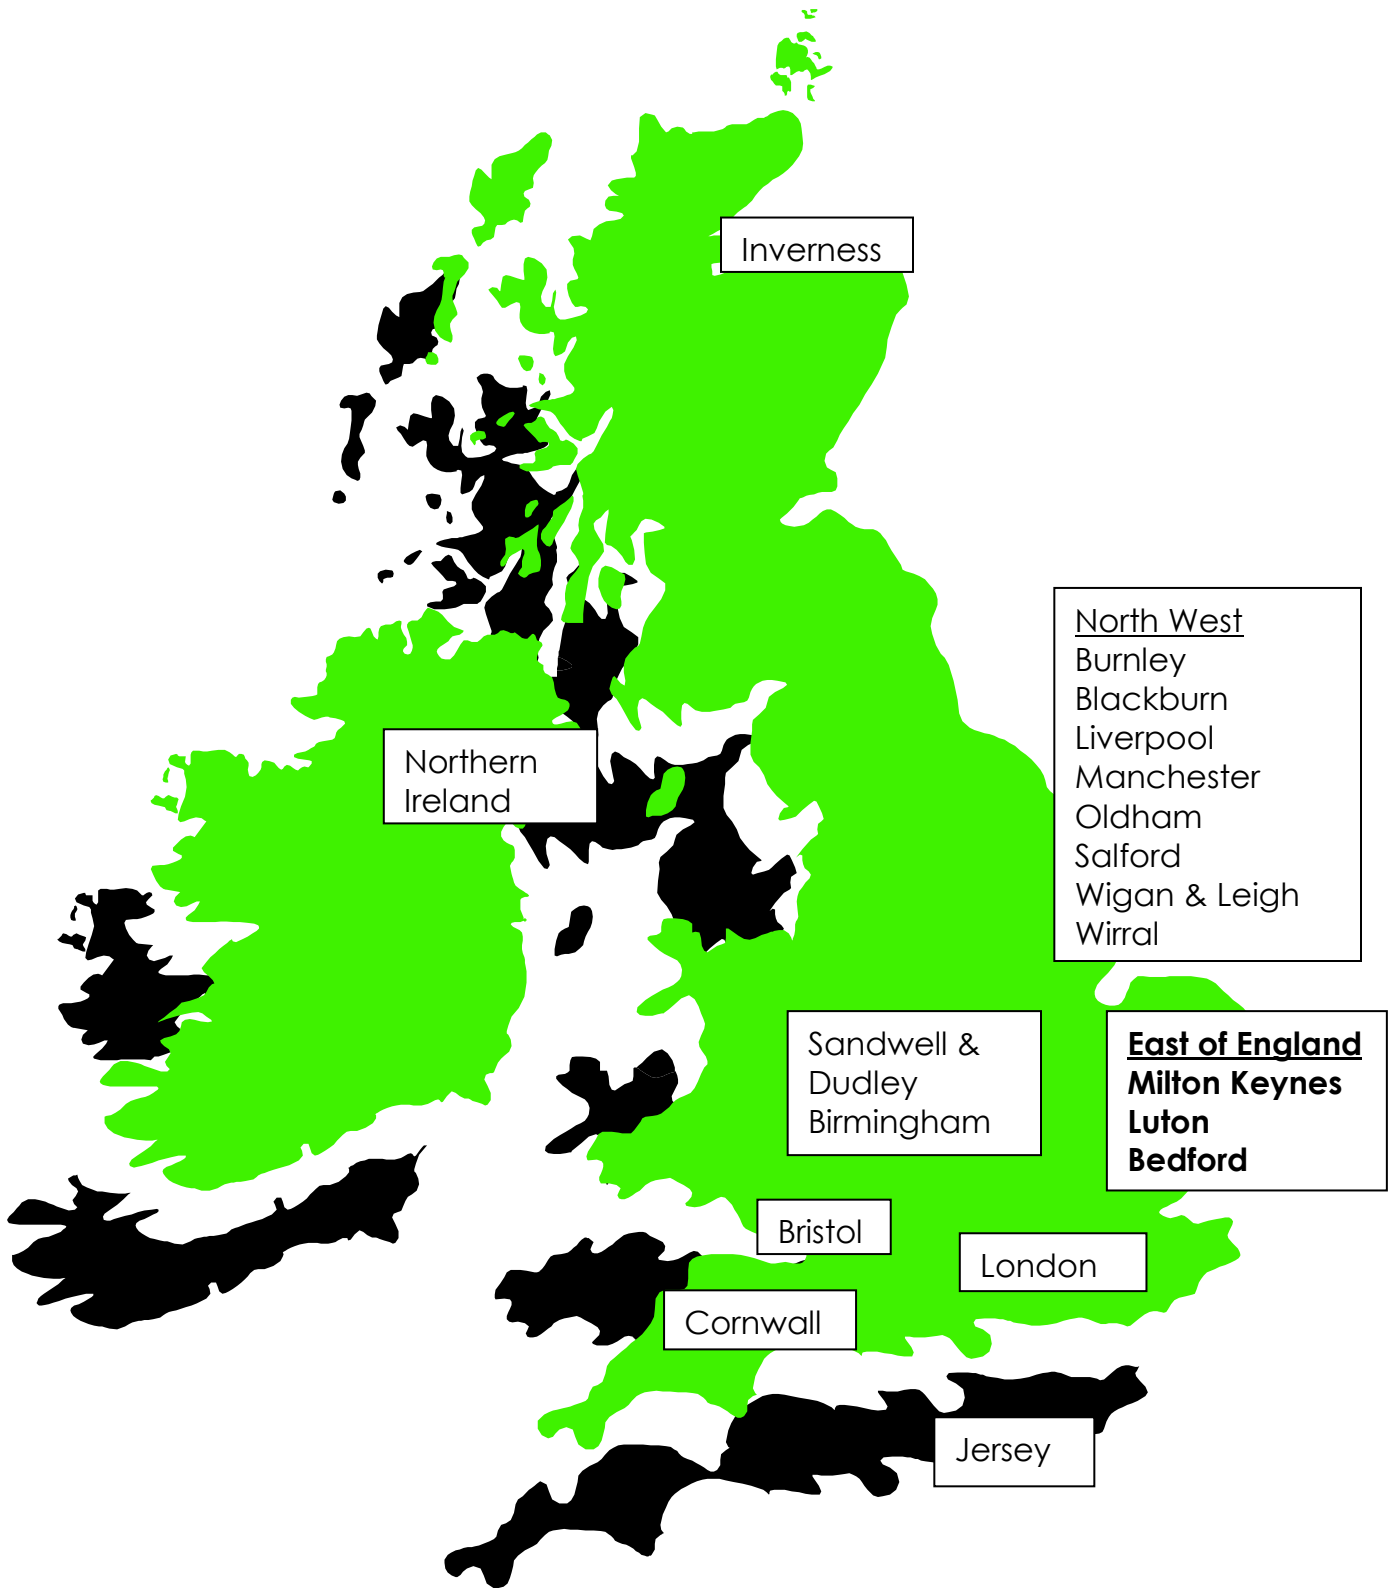 Inverness
North West
Burnley
Blackburn
Liverpool
Manchester
Oldham
Salford
Wigan & Leigh
Wirral
Northern
Ireland
Sandwell &
Dudley
Birmingham
East of England
Milton Keynes
Luton
Bedford
Bristol
London
Cornwall
Jersey